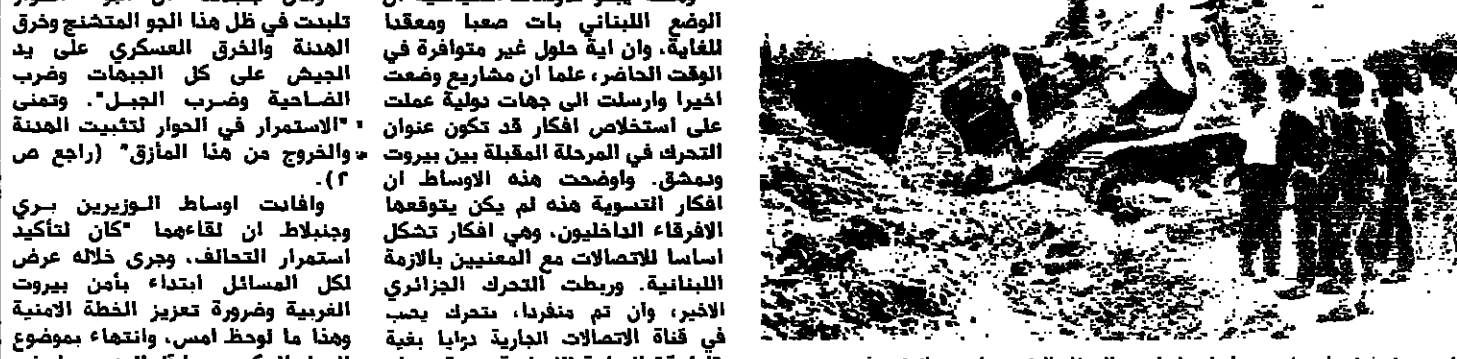 الوضع اللبناني بات صعبا ومعقدا
للغاية، وان اية حلول غير متوافرة في
الوقت الحاضر، علما ان مشاريع وضعت
اخيرا وارسلت الى جهات دولية عملت
على استخلاص افكار قد تكون عنوان
التحرك في المرحلة المقبلة بين بيروت
ودمشق. واوضحت هذه الاوساط ان
افكار التسوية هذه لم يكن يتوقعها
الافرقاء الداخليون، وهي افكار تشكل
اساسا للاتصالات مع المعنيين بالازمة
اللبنانية. وربطت التحرك الجزائري
الاخير، وان تم منفردا، بتحرك يصب
في قناة الاتصالات الجارية دوليا بغية
تلبدت في ظل هذا الجو المتشنج وخرق
الهدنة والخرق العسكري على يد
الجيش على كل الجبهات وضرب
الضاحية وضرب الجبل". وتمنى
"الاستمرار في الحوار لتثبيت الهدنة
والخروج من هذا المأزق" (راجع ص
٢).
وافادت اوساط الوزيرين بري
وجنبلاط ان لقاءهما "كان لتأكيد
استمرار التحالف، وجرى خلاله عرض
لكل المسائل ابتداء بأمن بيروت
الغربية وضرورة تعزيز الخطة الامنية
وهذا ما لوحظ امس، وانتهاء بموضوع